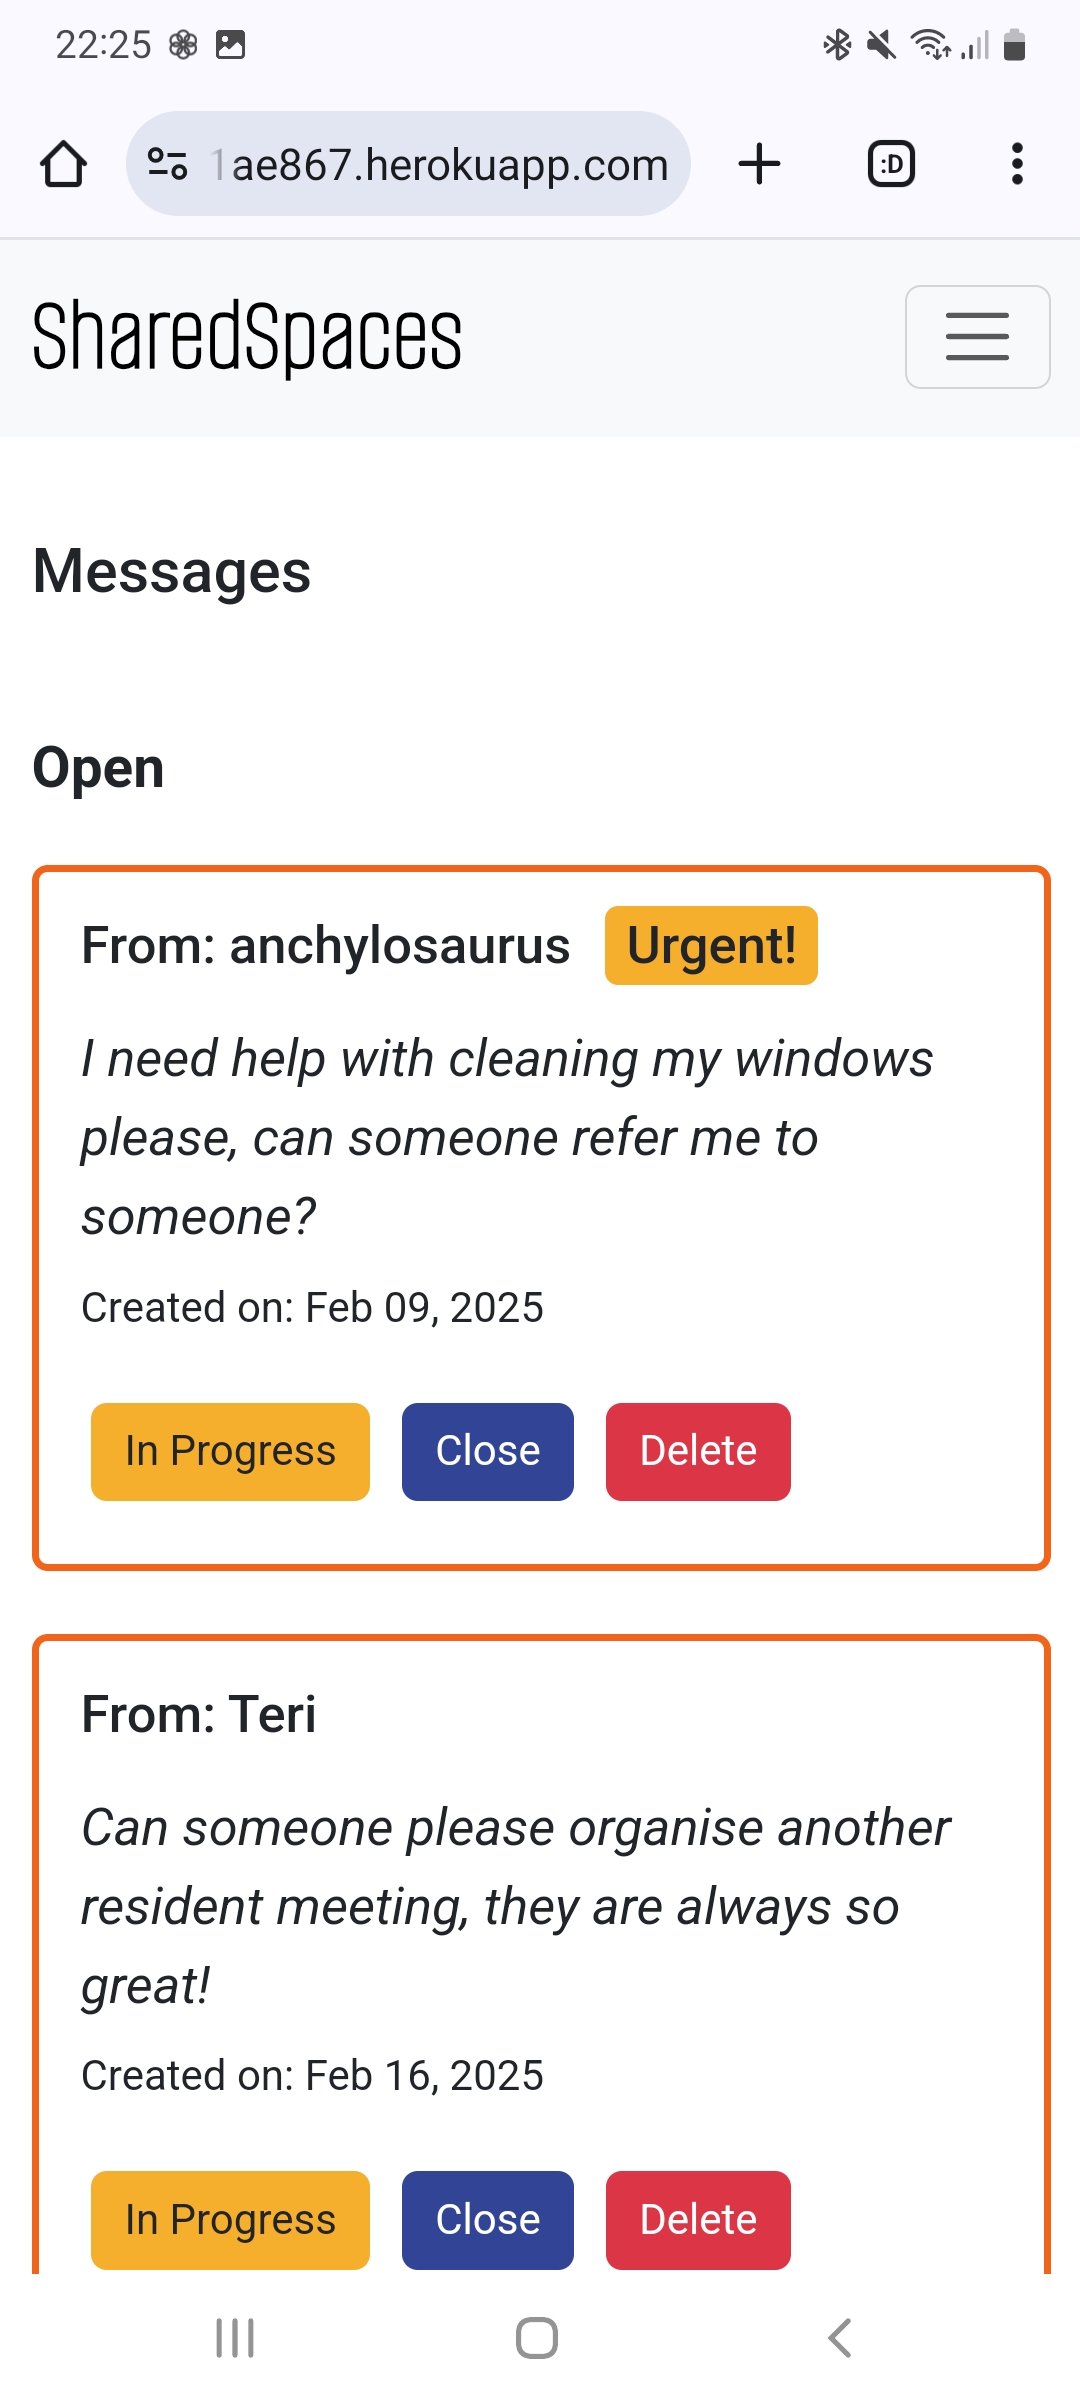 22:25
1ae867.herokuapp.com
:D
SharedSpaces
Messages
Open
From: anchylosaurus Urgent!
I need help with cleaning my windows
please, can someone refer me to
someone?
Created on: Feb 09, 2025
In Progress Close Delete
From: Teri
Can someone please organise another
resident meeting, they are always so
great!
Created on: Feb 16, 2025
In Progress Close Delete